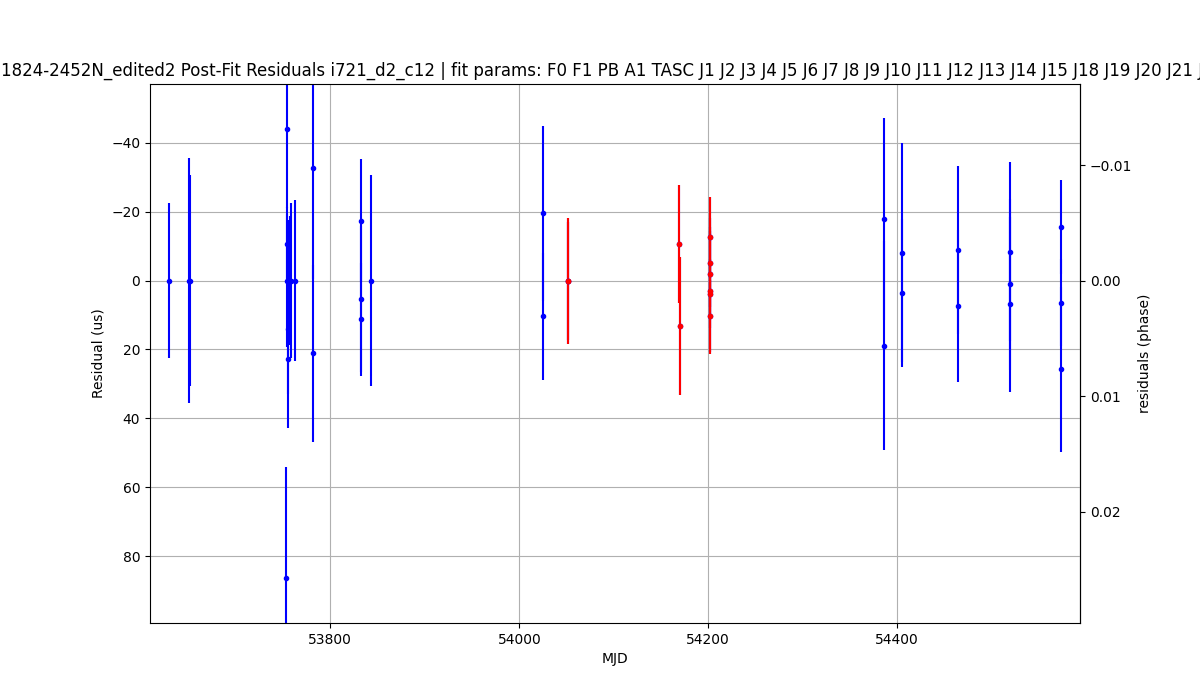 1824-2452N_edited2 Post-Fit Residuals i721_d2_c12 | fit params: F0 F1 PB A1 TASC J1 J2 J3 J4 J5 J6 J7 J8 J9 J10 J11 J12 J13 J14 J15 J18 J19 J20 J21
−40
−20
0
20
40
60
80
Residual (us)
−0.01
0.00
0.01
0.02
residuals (phase)
53800 54000 54200 54400
MJD